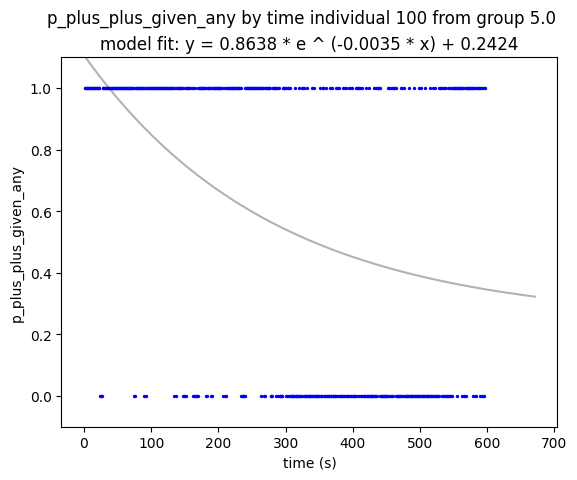 p_plus_plus_given_any by time individual 100 from group 5.0
model fit: y = 0.8638 * e ^ (-0.0035 * x) + 0.2424
1.0
0.8
0.6
0.4
0.2
0.0
p_plus_plus_given_any
0 100 200 300 400 500 600 700
time (s)